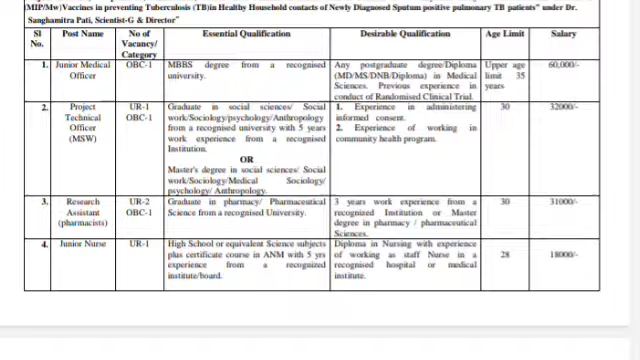 MIP/Mw)Vaccines in preventing Tuberculosis (TB)in Healthy Household contacts of Newly Diagnosed Sputum positive pulmonary TB patients" under Dr.
Sanghamitra Pati, Scientist-G & Director"
Sl No. Post Name No of Vacancy/ Category Essential Qualification Desirable Qualification Age Limit Salary
1. Junior Medical Officer OBC-1 MBBS degree from a recognised university. Any postgraduate degree/Diploma (MD/MS/DNB/Diploma) in Medical Sciences. Previous experience in conduct of Randomised Clinical Trial. Upper age limit 35 years 60,000/-
2. Project Technical Officer (MSW) UR-1 OBC-1 Graduate in social sciences/ Social work/Sociology/psychology/Anthropology from a recognised university with 5 years work experience from a recognised Institution. OR Master's degree in social sciences/ Social work/Sociology/Medical Sociology/ psychology/ Anthropology. 1. Experience in administering informed consent. 2. Experience of working in community health program. 30 32000/-
3. Research Assistant (pharmacists) UR-2 OBC-1 Graduate in pharmacy/ Pharmaceutical Science from a recognised University. 3 years work experience from a recognized Institution or Master degree in pharmacy / pharmaceutical Sciences. 30 31000/-
4. Junior Nurse UR-1 High School or equivalent Science subjects plus certificate course in ANM with 5 yrs experience from a recognized institute/board. Diploma in Nursing with experience of working as staff Nurse in a recognised hospital or medical institute. 28 18000/-